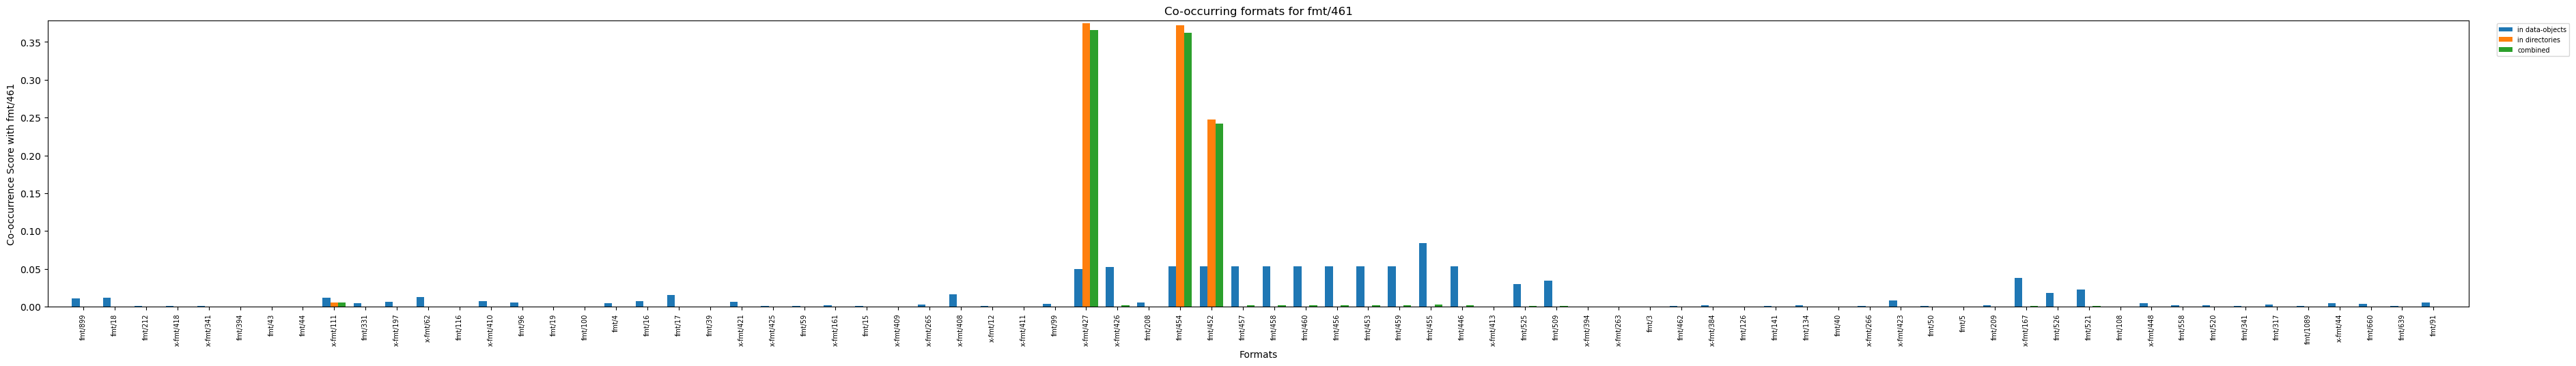 Co-occurring formats for fmt/461
in data-objects
in directories
combined
Co-occurrence Score with fmt/461
0.35
0.30
0.25
0.20
0.15
0.10
0.05
0.00
fmt/899
fmt/18
fmt/212
x-fmt/418
x-fmt/341
fmt/394
fmt/43
fmt/44
x-fmt/111
fmt/331
fmt/197
x-fmt/62
fmt/116
x-fmt/410
fmt/96
fmt/19
fmt/100
fmt/4
fmt/16
fmt/17
fmt/39
x-fmt/421
x-fmt/425
fmt/59
x-fmt/161
fmt/15
x-fmt/409
x-fmt/265
x-fmt/408
x-fmt/12
x-fmt/411
fmt/99
x-fmt/427
x-fmt/426
fmt/208
fmt/454
fmt/452
fmt/457
fmt/458
fmt/460
fmt/456
fmt/453
fmt/459
fmt/455
fmt/446
x-fmt/413
fmt/525
fmt/509
x-fmt/394
x-fmt/263
fmt/3
fmt/462
x-fmt/384
fmt/126
fmt/141
fmt/134
fmt/40
x-fmt/266
x-fmt/423
fmt/50
fmt/5
fmt/209
x-fmt/167
fmt/526
fmt/521
fmt/108
x-fmt/448
fmt/558
fmt/520
fmt/341
fmt/317
fmt/1089
x-fmt/44
fmt/660
fmt/639
fmt/91
Formats